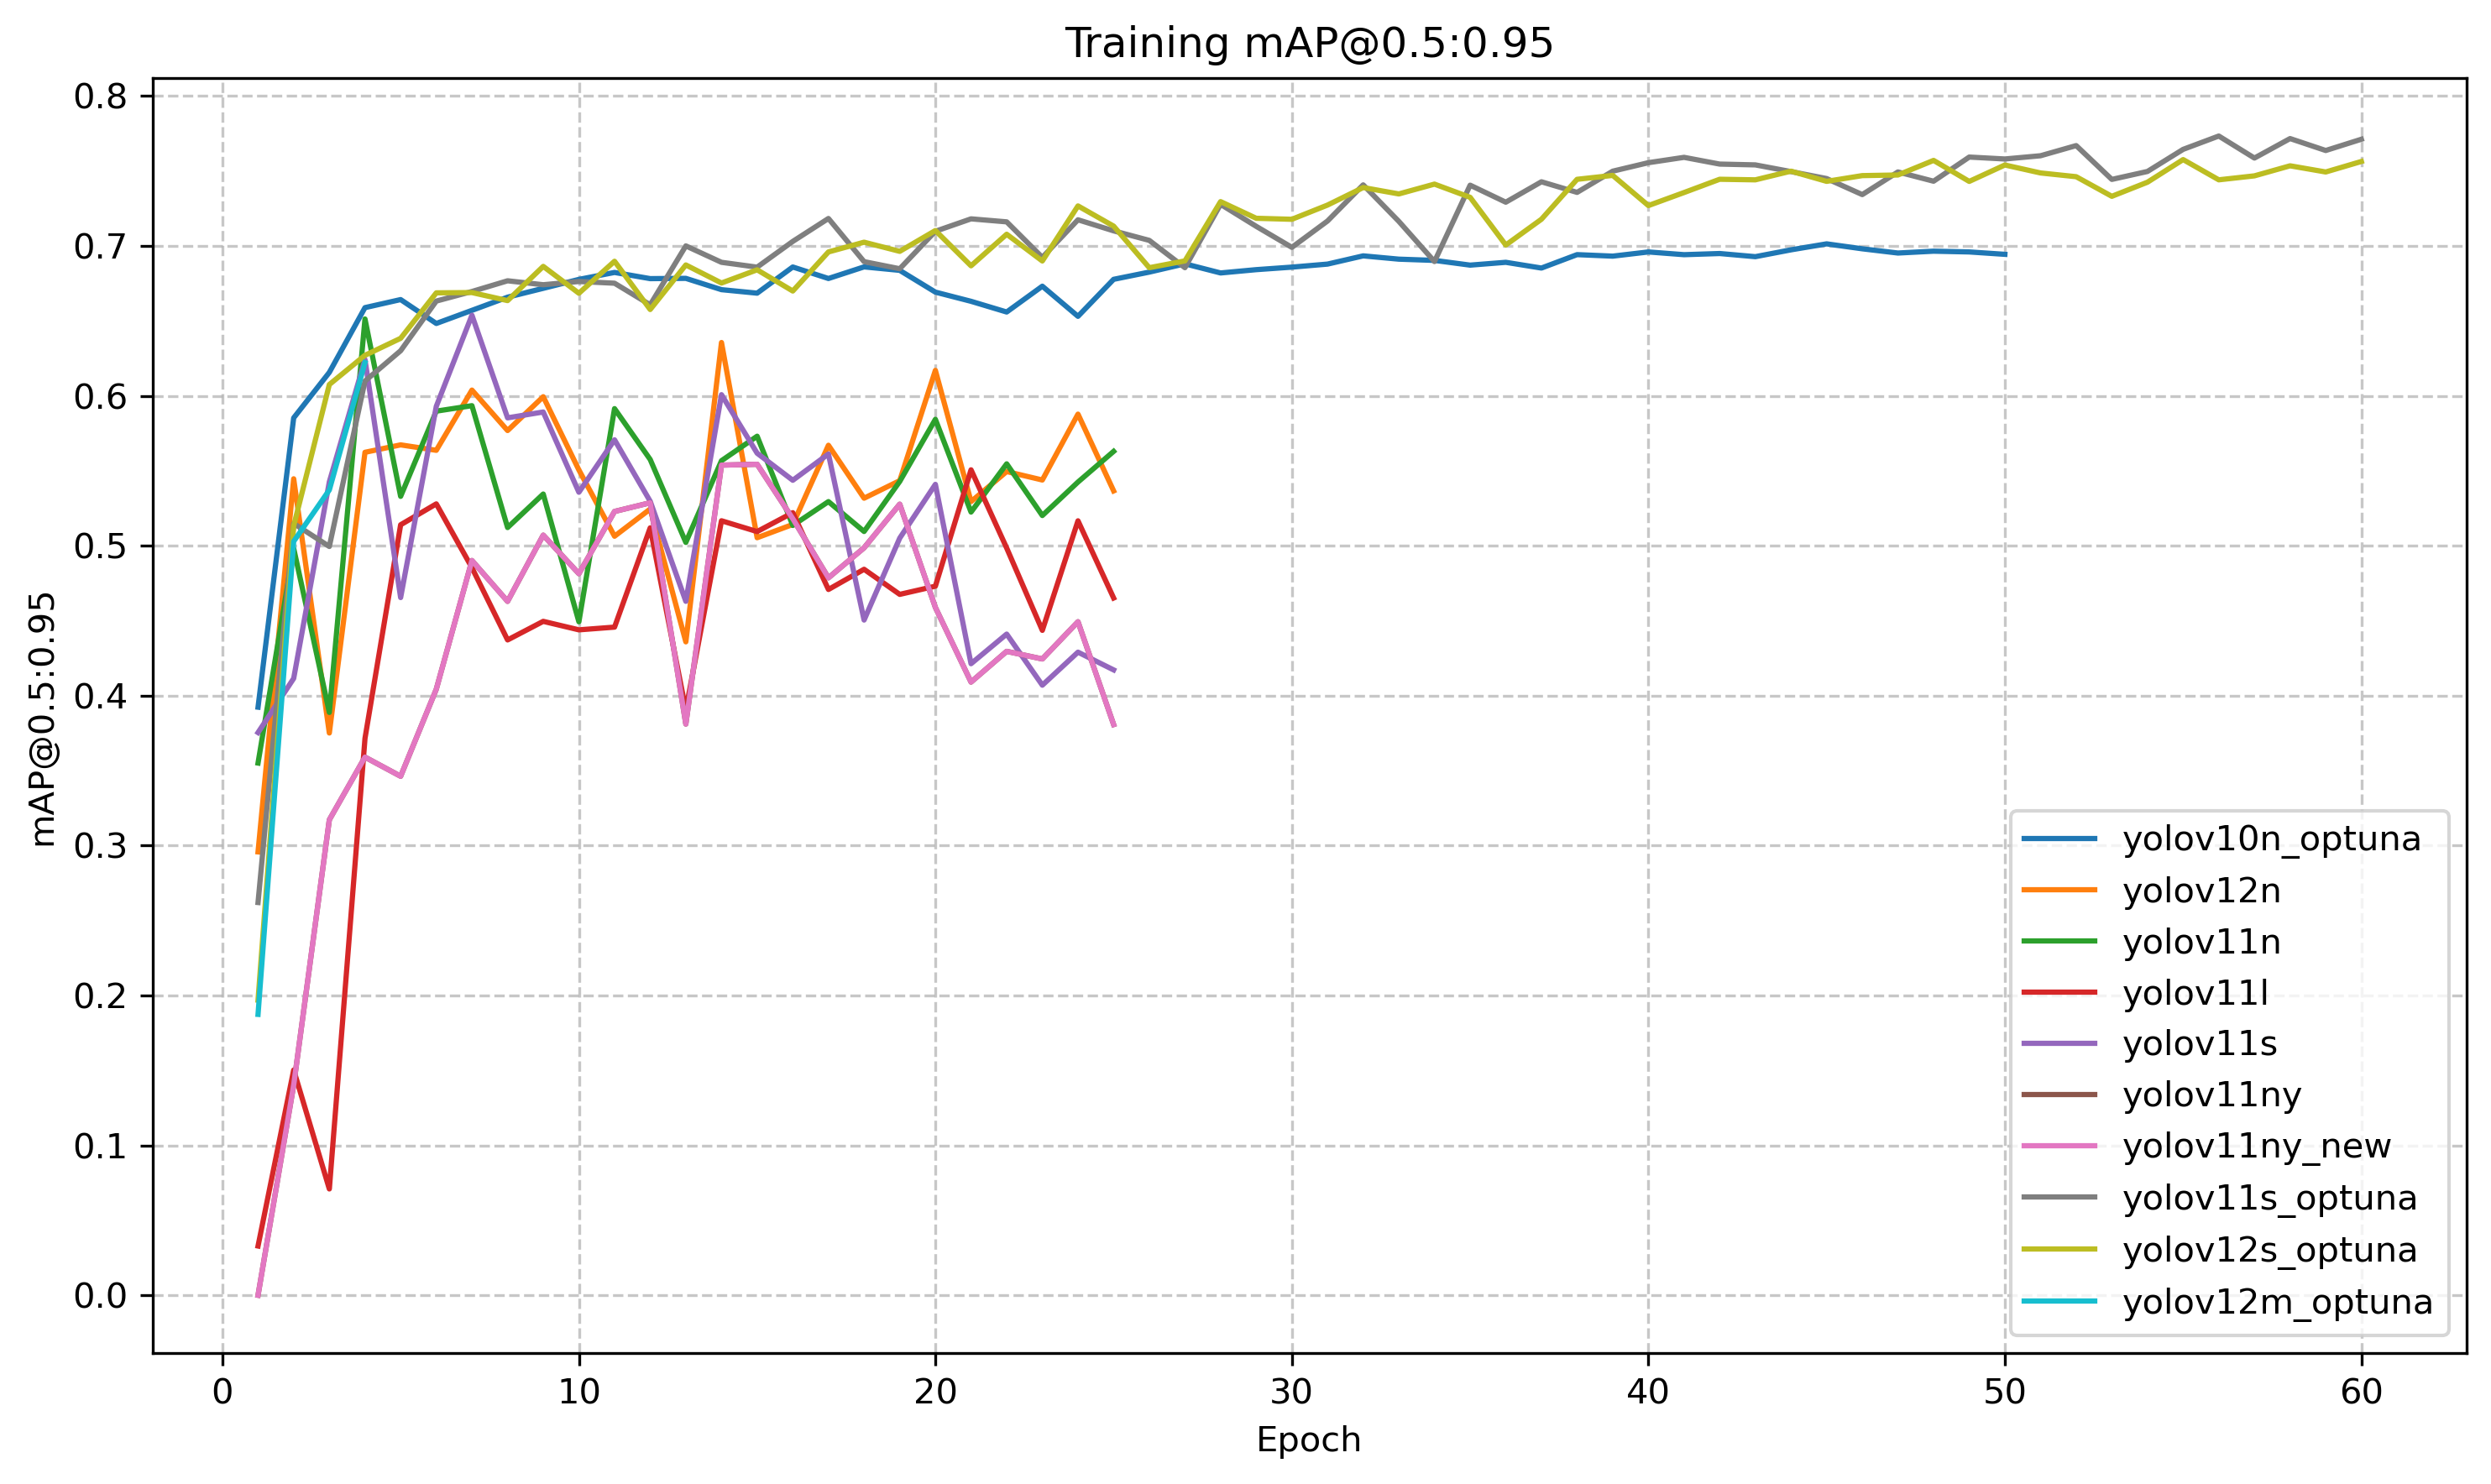 Training mAP@0.5:0.95
mAP@0.5:0.95
0.8
0.7
0.6
0.5
0.4
0.3
0.2
0.1
0.0
yolov10n_optuna
yolov12n
yolov11n
yolov11l
yolov11s
yolov11ny
yolov11ny_new
yolov11s_optuna
yolov12s_optuna
yolov12m_optuna
0 10 20 30 40 50 60
Epoch